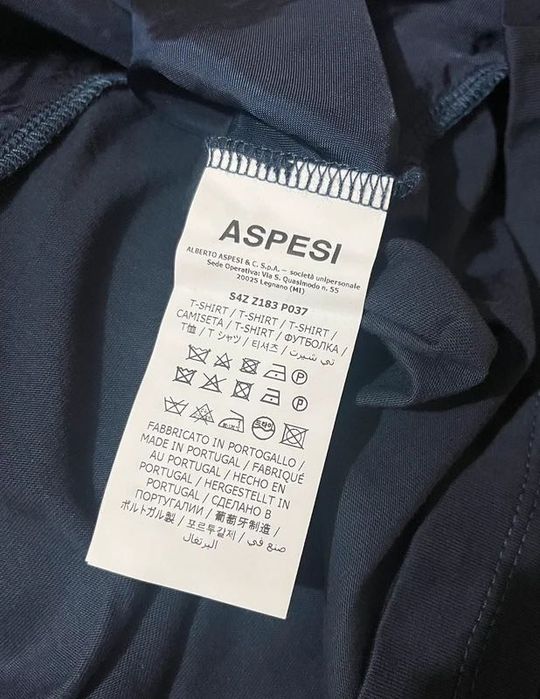 ASPESI
ALBERTO ASPESI & C. S.p.A. — società unipersonale
Sede Operativa: Via S. Quasimodo n. 55
20025 Legnano (MI)
S4Z Z183 P037
T-SHIRT / T-SHIRT / T-SHIRT /
CAMISETA / T-SHIRT / ФУТБОЛКА /
T恤 / T シャツ / 티셔츠 / تي شيرت
P
P
드라이
FABBRICATO IN PORTOGALLO /
MADE IN PORTUGAL / FABRIQUÉ
AU PORTUGAL / HECHO EN
PORTUGAL / HERGESTELLT IN
PORTUGAL / СДЕЛАНО В
ПОРТУГАЛИИ / 葡萄牙制造 /
ポルトガル製 / 포르투갈제 / صنع في
البرتغال